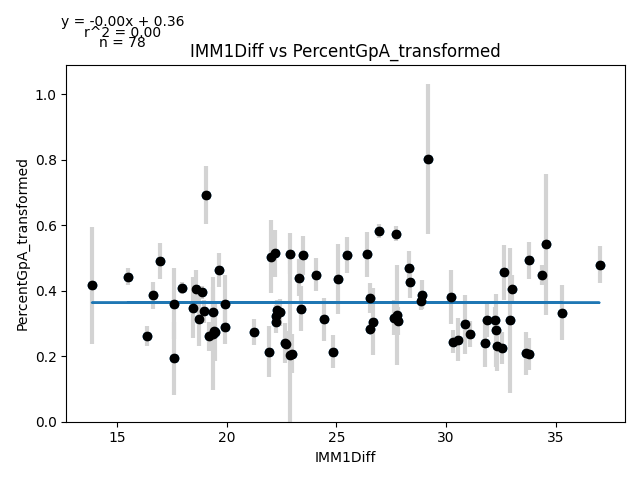 y = -0.00x + 0.36
r^2 = 0.00
n = 78
IMM1Diff vs PercentGpA_transformed
1.0
0.8
0.6
0.4
0.2
0.0
PercentGpA_transformed
15
20
25
30
35
IMM1Diff